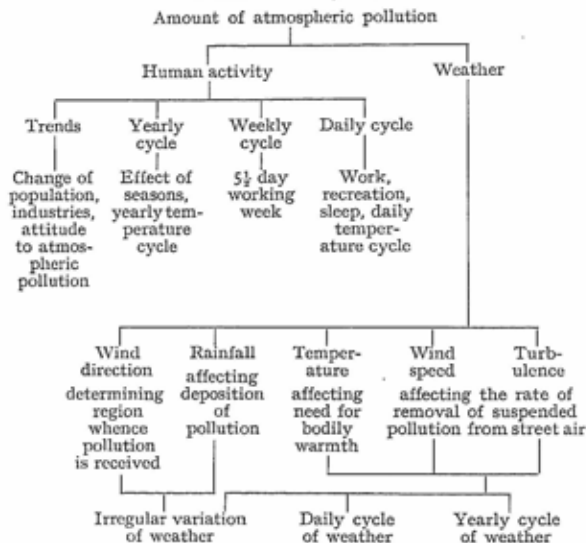 Amount of atmospheric pollution
Human activity
Weather
Trends
Yearly
cycle
Weekly
cycle
Daily cycle
Change of
population,
industries,
attitude
to atmos-
pheric
pollution
Effect of
seasons,
yearly tem-
perature
cycle
5½ day
working
week
Work,
recreation,
sleep, daily
temper-
ature cycle
Wind
direction
determining
region
whence
pollution
is received
Rainfall
affecting
deposition
of
pollution
Temper-
ature
affecting
need for
bodily
warmth
Wind
speed
Turb-
ulence
affecting the rate of
removal of suspended
pollution from street air
Irregular variation
of weather
Daily cycle
of weather
Yearly cycle
of weather